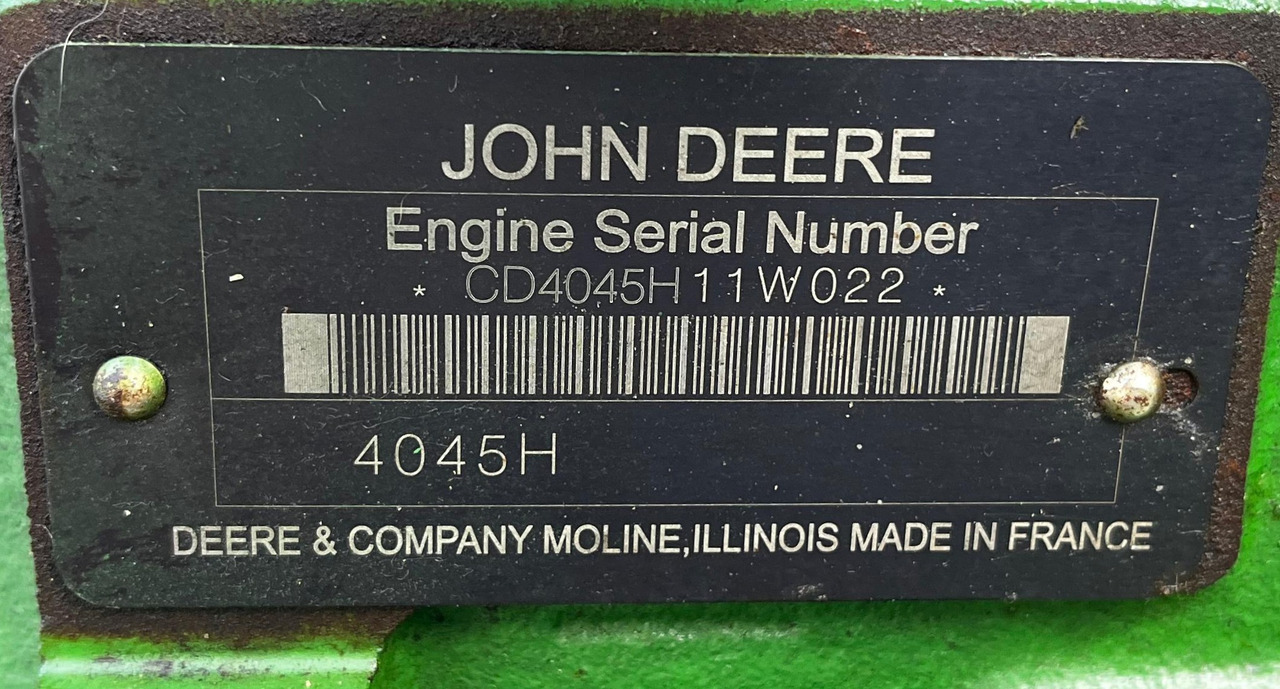 JOHN DEERE
Engine Serial Number
* CD4045H11W022 *
4045H
DEERE & COMPANY MOLINE,ILLINOIS MADE IN FRANCE